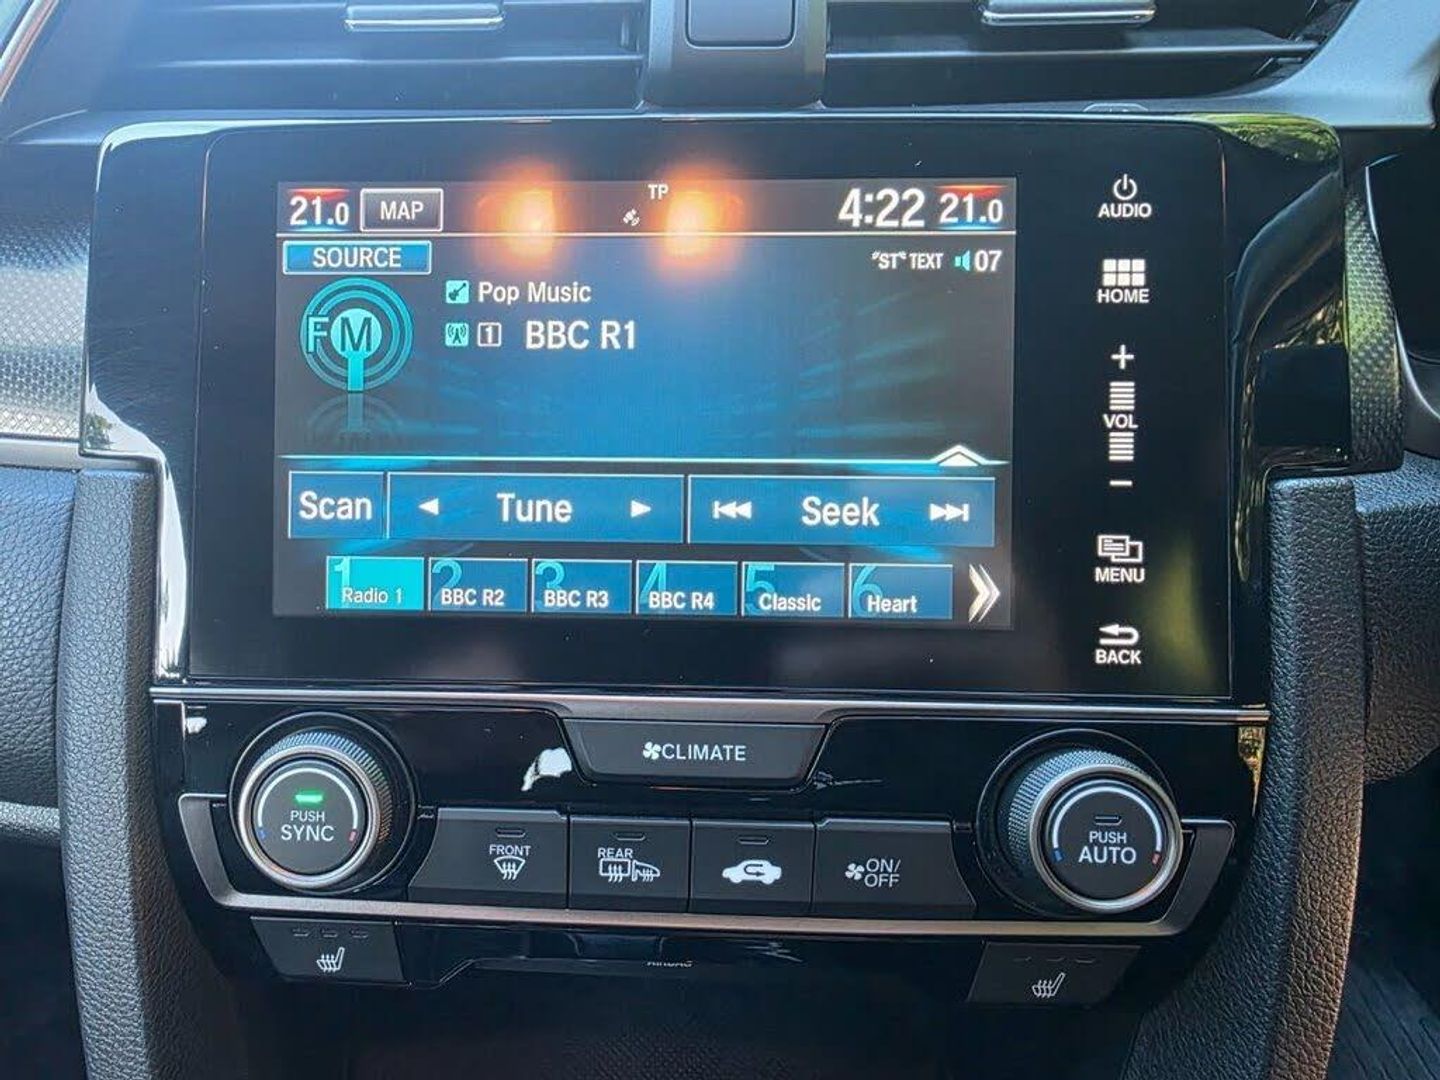 21.0 MAP TP 4:22 21.0
SOURCE
"ST" TEXT 07
FM
Pop Music
1 BBC R1
Scan Tune Seek
1 Radio 1
2 BBC R2
3 BBC R3
4 BBC R4
5 Classic
6 Heart
AUDIO
HOME
+
VOL
−
MENU
BACK
CLIMATE
PUSH
SYNC
FRONT
REAR
ON/
OFF
PUSH
AUTO